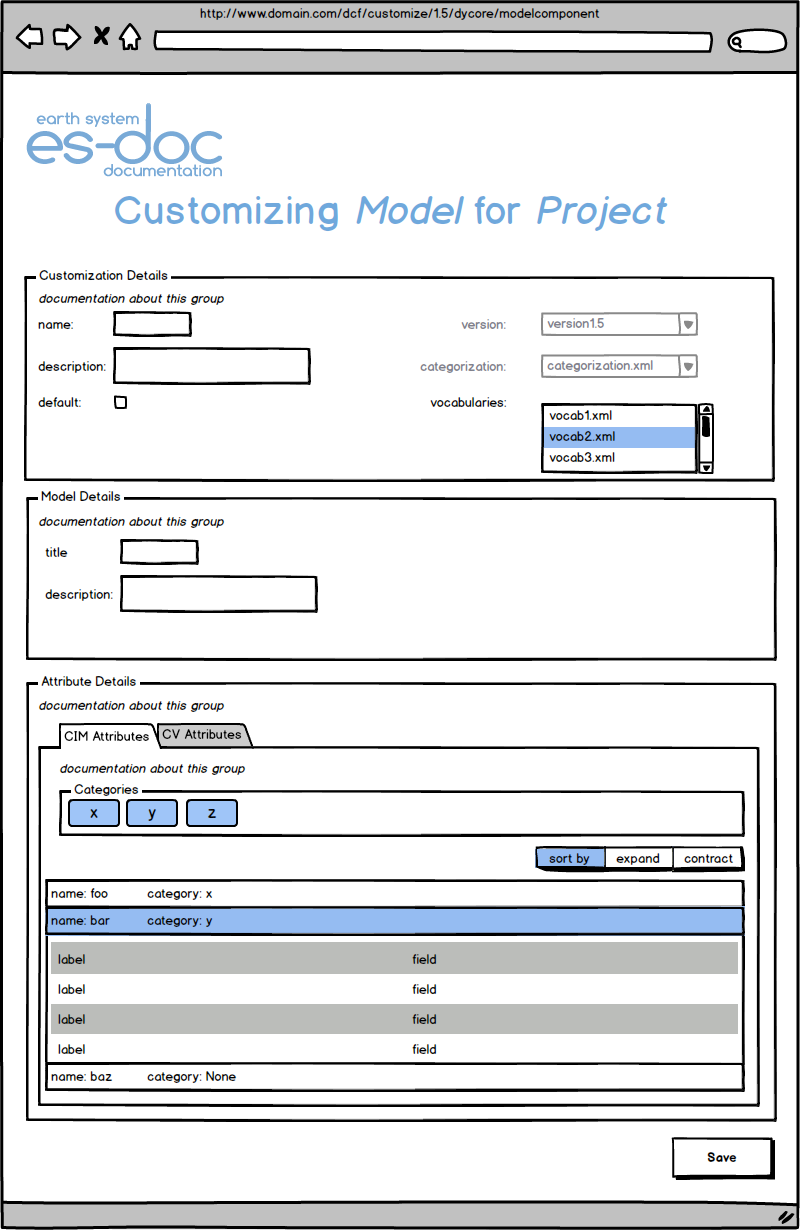 http://www.domain.com/dcf/customize/1.5/dycore/modelcomponent
earth system
es-doc
documentation
Customizing Model for Project
Customization Details
documentation about this group
name:
version:
version1.5
description:
categorization:
categorization.xml
default:
vocabularies:
vocab1.xml
vocab2.xml
vocab3.xml
Model Details
documentation about this group
title
description:
Attribute Details
documentation about this group
CIM Attributes
CV Attributes
documentation about this group
Categories
x
y
z
sort by
expand
contract
name: foo
category: x
name: bar
category: y
label
field
label
field
label
field
label
field
name: baz
category: None
Save